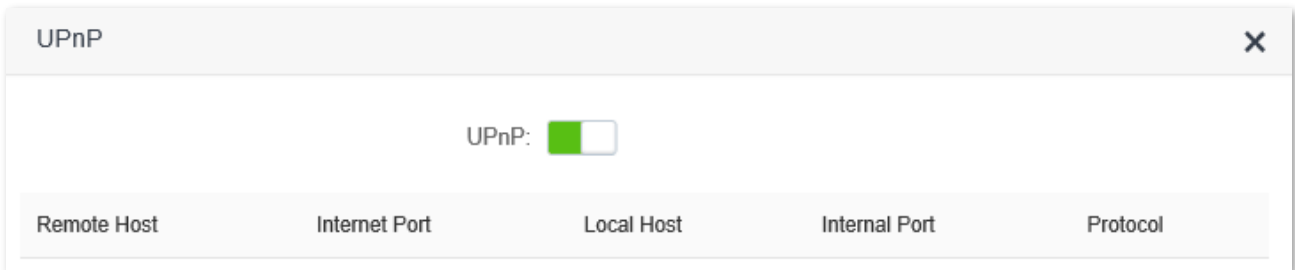 UPnP
UPnP:
Remote Host Internet Port Local Host Internal Port Protocol